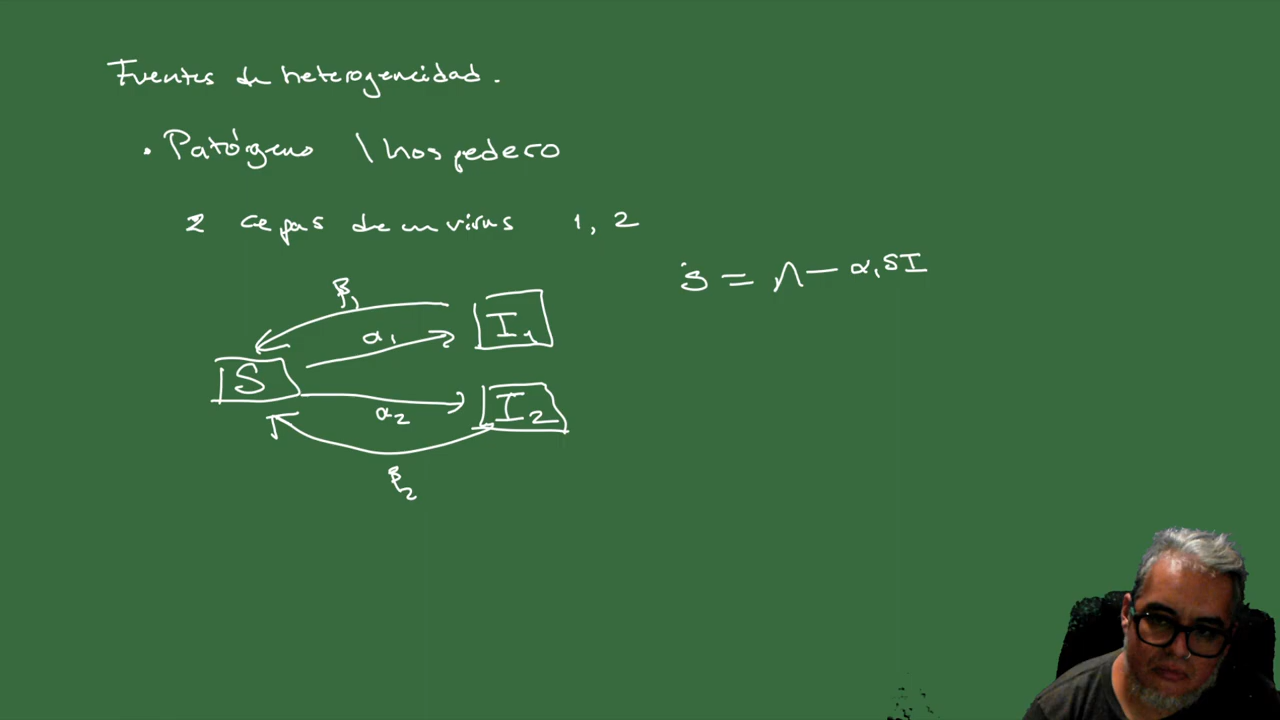 Fuentes de heterogeneidad.
• Patógeno \ hospedero
2 cepas de un virus 1, 2
Ṡ = Λ − α₁SI
β₁
I₁
α₁
S
I₂
α₂
β₂